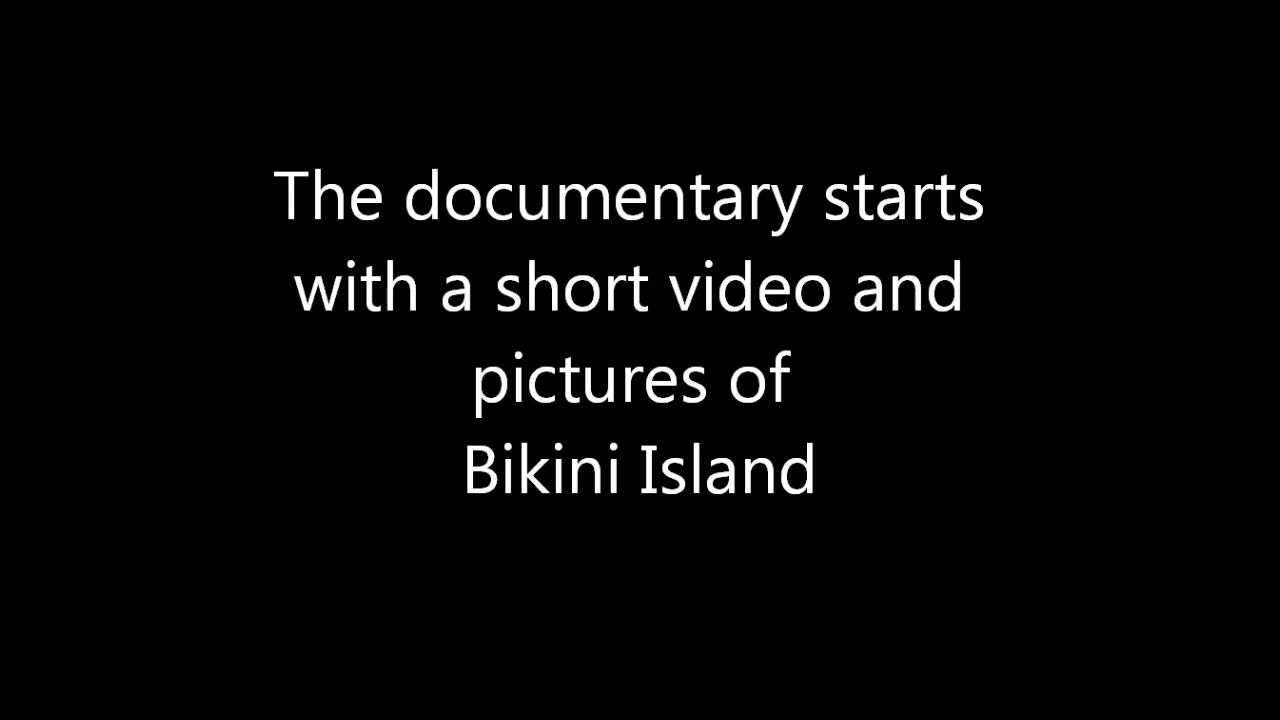 The documentary starts
with a short video and
pictures of
Bikini Island